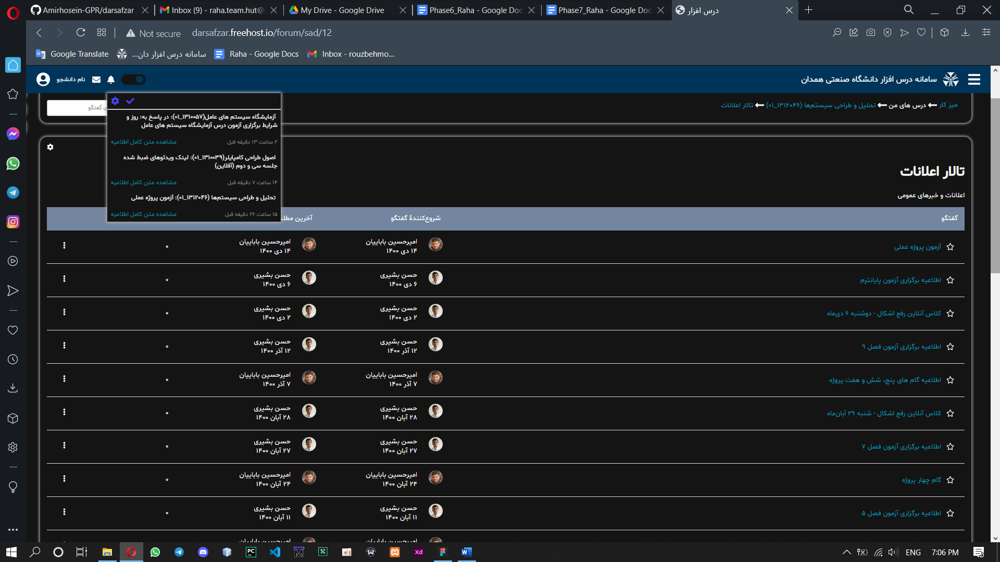 Amirhosein-GPR/darsafzar
Inbox (9) - raha.team.hut@
My Drive - Google Drive
Phase6_Raha - Google Doc
Phase7_Raha - Google Doc
درس افزار
Not secure
darsafzar.freehost.io/forum/sad/12
Google Translate
سامانه درس افزار دان...
Raha - Google Docs
Inbox - rouzbehmo...
سامانه درس افزار دانشگاه صنعتی همدان
نام دانشجو
میز کار
درس های من
تحلیل و طراحی سیستم‌ها (۱۳۱۲۰۴۶_۰۱)
تالار اعلانات
ی گفتگو
آزمایشگاه سیستم های عامل(۱۳۱۰۰۵۷_۰۱): در پاسخ به: روز و
شرایط برگزاری آزمون درس آزمایشگاه سیستم های عامل
۲ ساعت ۱۳ دقیقه قبل
مشاهده متن کامل اطلاعیه
اصول طراحی کامپایلر(۱۳۱۰۰۳۹_۰۱): لینک ویدئوهای ضبط شده
جلسه سی و دوم (آفلاین)
۱۴ ساعت ۷ دقیقه قبل
مشاهده متن کامل اطلاعیه
تحلیل و طراحی سیستم‌ها (۱۳۱۲۰۴۶_۰۱): آزمون پروژه عملی
۱۵ ساعت ۲۶ دقیقه قبل
مشاهده متن کامل اطلاعیه
تالار اعلانات
اعلانات و خبرهای عمومی
گفتگو
شروع‌کنندهٔ گفتگو
آخرین مطلب
آزمون پروژه عملی
امیرحسین باباییان
۱۴ دی ۱۴۰۰
امیرحسین باباییان
۱۴ دی ۱۴۰۰
۰
اطلاعیه برگزاری آزمون پایانترم
حسن بشیری
۶ دی ۱۴۰۰
حسن بشیری
۶ دی ۱۴۰۰
۰
کلاس آنلاین رفع اشکال - دوشنبه ۶ دی‌ماه
حسن بشیری
۲ دی ۱۴۰۰
حسن بشیری
۲ دی ۱۴۰۰
۰
اطلاعیه برگزاری آزمون فصل ۹
حسن بشیری
۱۲ آذر ۱۴۰۰
حسن بشیری
۱۲ آذر ۱۴۰۰
۰
اطلاعیه گام های پنج، شش و هفت پروژه
امیرحسین باباییان
۷ آذر ۱۴۰۰
امیرحسین باباییان
۷ آذر ۱۴۰۰
۰
کلاس آنلاین رفع اشکال - شنبه ۲۹ آبان‌ماه
حسن بشیری
۲۸ آبان ۱۴۰۰
حسن بشیری
۲۸ آبان ۱۴۰۰
۰
اطلاعیه برگزاری آزمون فصل ۷
حسن بشیری
۲۷ آبان ۱۴۰۰
حسن بشیری
۲۷ آبان ۱۴۰۰
۰
گام چهار پروژه
امیرحسین باباییان
۲۴ آبان ۱۴۰۰
امیرحسین باباییان
۲۴ آبان ۱۴۰۰
۰
اطلاعیه برگزاری آزمون فصل ۵
حسن بشیری
۱۱ آبان ۱۴۰۰
حسن بشیری
۱۱ آبان ۱۴۰۰
۰
امیرحسین باباییان
امیرحسین باباییان
PC
Xd
W
ENG
7:06 PM